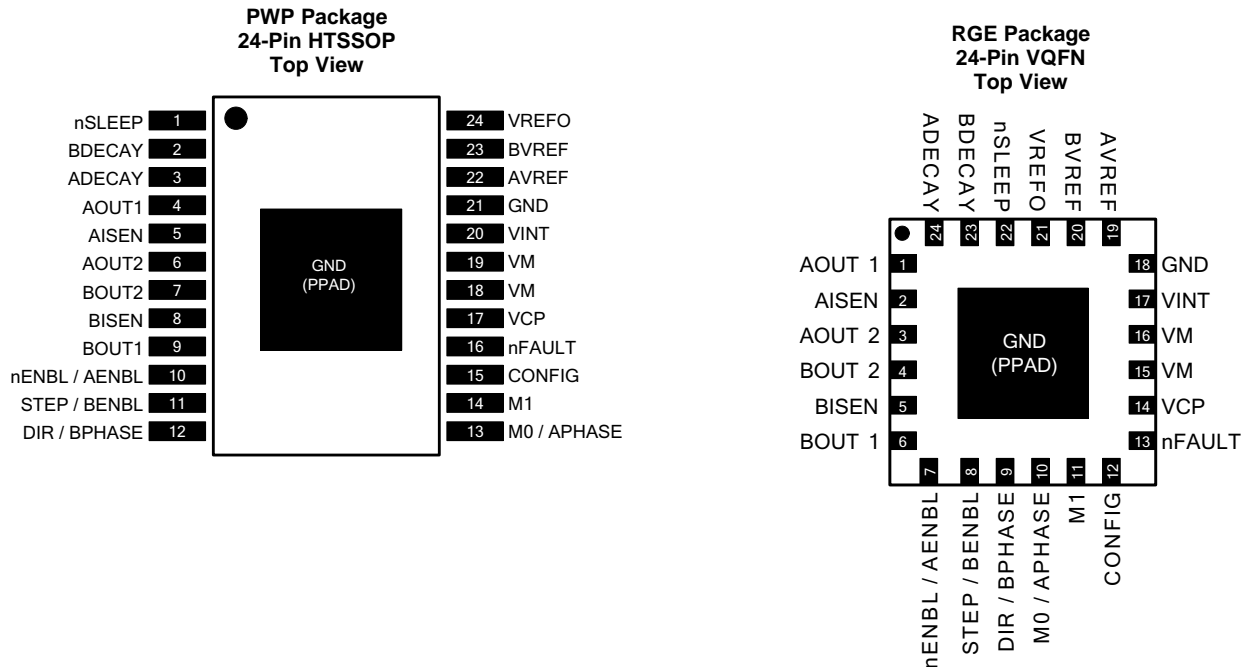 PWP Package
24-Pin HTSSOP
Top View
nSLEEP 1
BDECAY 2
ADECAY 3
AOUT1 4
AISEN 5
AOUT2 6
BOUT2 7
BISEN 8
BOUT1 9
nENBL / AENBL 10
STEP / BENBL 11
DIR / BPHASE 12
GND
(PPAD)
24 VREFO
23 BVREF
22 AVREF
21 GND
20 VINT
19 VM
18 VM
17 VCP
16 nFAULT
15 CONFIG
14 M1
13 M0 / APHASE
RGE Package
24-Pin VQFN
Top View
ADECAY
BDECAY
nSLEEP
VREFO
BVREF
AVREF
24
23
22
21
20
19
AOUT 1 1
AISEN 2
AOUT 2 3
BOUT 2 4
BISEN 5
BOUT 1 6
GND
(PPAD)
18 GND
17 VINT
16 VM
15 VM
14 VCP
13 nFAULT
7
8
9
10
11
12
nENBL / AENBL
STEP / BENBL
DIR / BPHASE
M0 / APHASE
M1
CONFIG